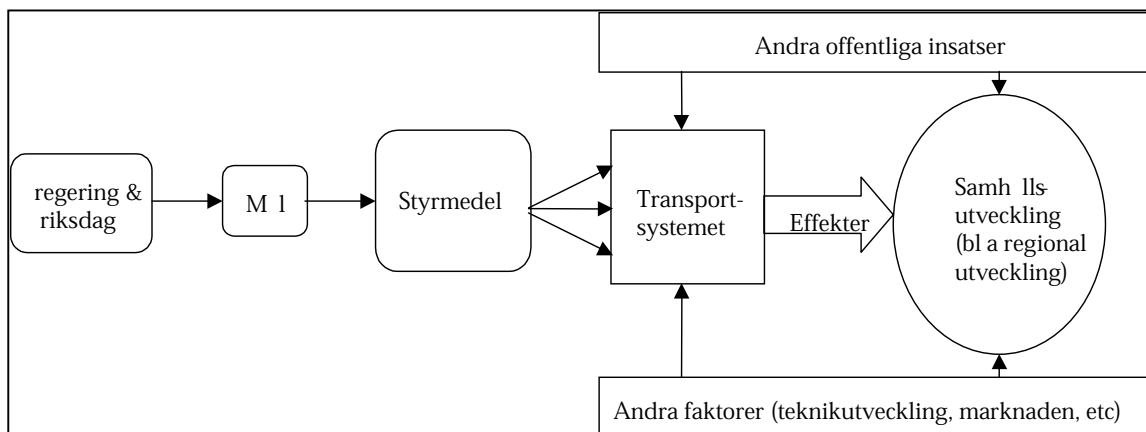 Andra offentliga insatser
regering &
riksdag
M l
Styrmedel
Transport-
systemet
Effekter
Samh lls-
utveckling
(bl a regional
utveckling)
Andra faktorer (teknikutveckling, marknaden, etc)